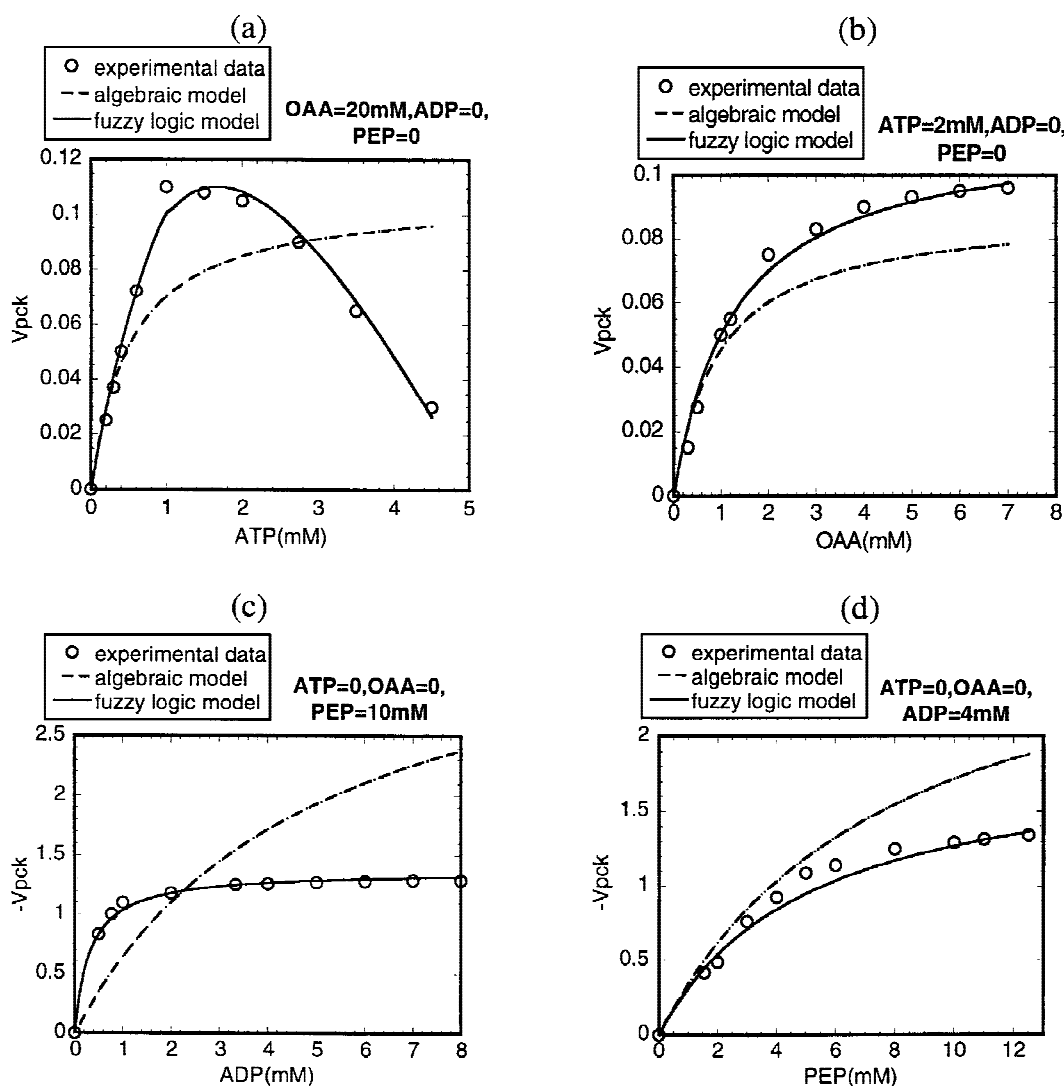 (a)
experimental data
algebraic model
fuzzy logic model
OAA=20mM,ADP=0,
PEP=0
0.12
0.1
0.08
0.06
0.04
0.02
0
Vpck
0 1 2 3 4 5
ATP(mM)
(b)
experimental data
algebraic model
fuzzy logic model
ATP=2mM,ADP=0,
PEP=0
0.1
0.08
0.06
0.04
0.02
0
Vpck
0 1 2 3 4 5 6 7 8
OAA(mM)
(c)
experimental data
algebraic model
fuzzy logic model
ATP=0,OAA=0,
PEP=10mM
2.5
2
1.5
1
0.5
0
-Vpck
0 1 2 3 4 5 6 7 8
ADP(mM)
(d)
experimental data
algebraic model
fuzzy logic model
ATP=0,OAA=0,
ADP=4mM
2
1.5
1
0.5
0
-Vpck
0 2 4 6 8 10 12
PEP(mM)